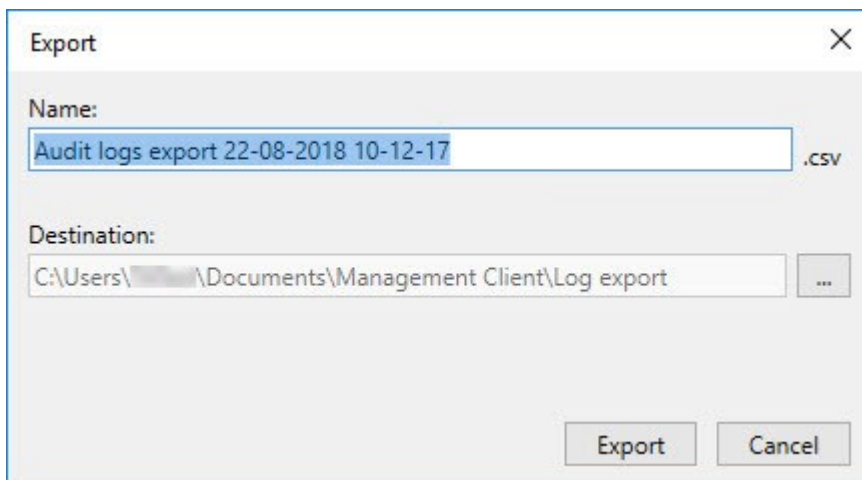 Export
Name:
Audit logs export 22-08-2018 10-12-17
.csv
Destination:
C:\Users\ \Documents\Management Client\Log export
...
Export
Cancel